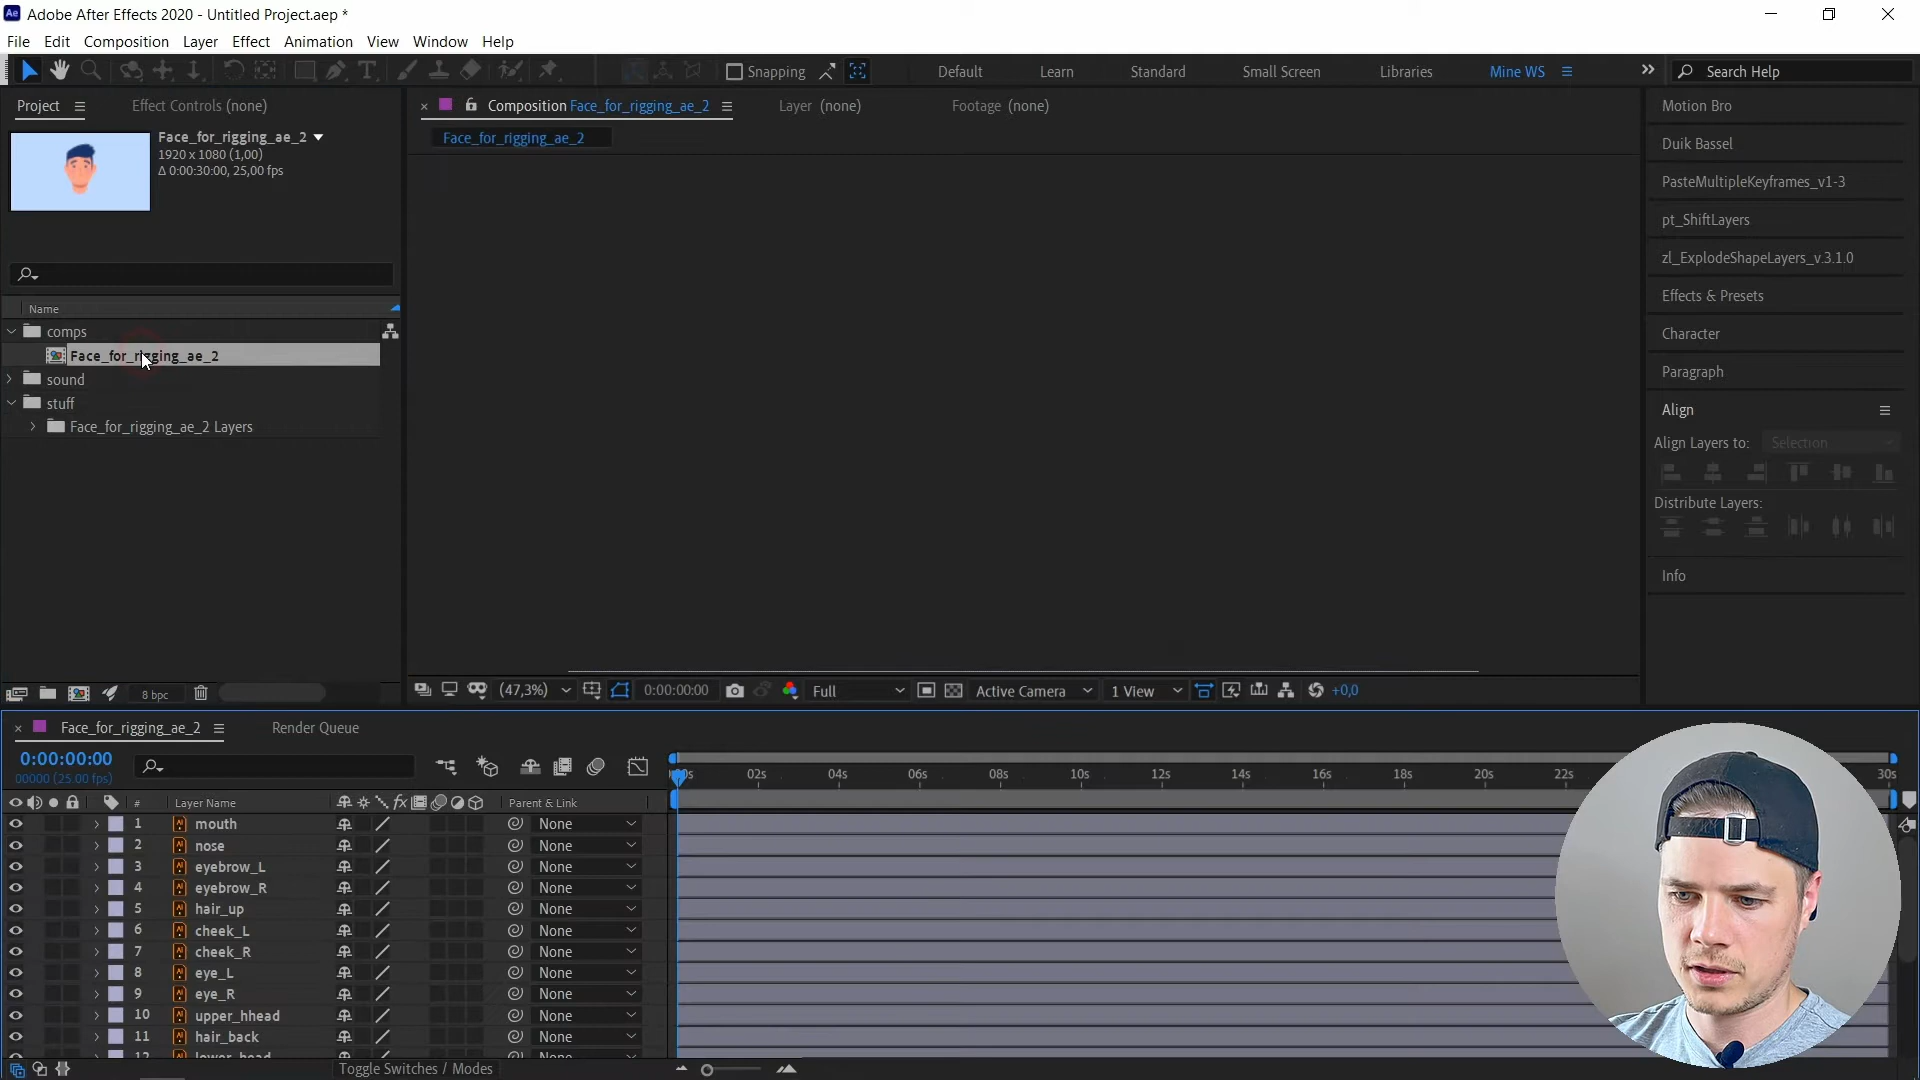 Adobe After Effects 2020 - Untitled Project.aep *
File Edit Composition Layer Effect Animation View Window Help
Snapping Default Learn Standard Small Screen Libraries Mine WS Search Help
Project Effect Controls (none)
Composition Face_for_rigging_ae_2 Layer (none) Footage (none)
Face_for_rigging_ae_2
Face_for_rigging_ae_2
1920 x 1080 (1,00)
Δ 0:00:30:00, 25,00 fps
Name
comps
Face_for_rigging_ae_2
sound
stuff
Face_for_rigging_ae_2 Layers
8 bpc
(47,3%) 0:00:00:00 Full Active Camera 1 View +0,0
Motion Bro
Duik Bassel
PasteMultipleKeyframes_v1-3
pt_ShiftLayers
zl_ExplodeShapeLayers_v.3.1.0
Effects & Presets
Character
Paragraph
Align
Align Layers to: Selection
Distribute Layers:
Info
Face_for_rigging_ae_2 Render Queue
0:00:00:00
00000 (25.00 fps)
02s 04s 06s 08s 10s 12s 14s 16s 18s 20s 22s 30s
# Layer Name Parent & Link
1 mouth None
2 nose None
3 eyebrow_L None
4 eyebrow_R None
5 hair_up None
6 cheek_L None
7 cheek_R None
8 eye_L None
9 eye_R None
10 upper_hhead None
11 hair_back None
12 lower_head
Toggle Switches / Modes